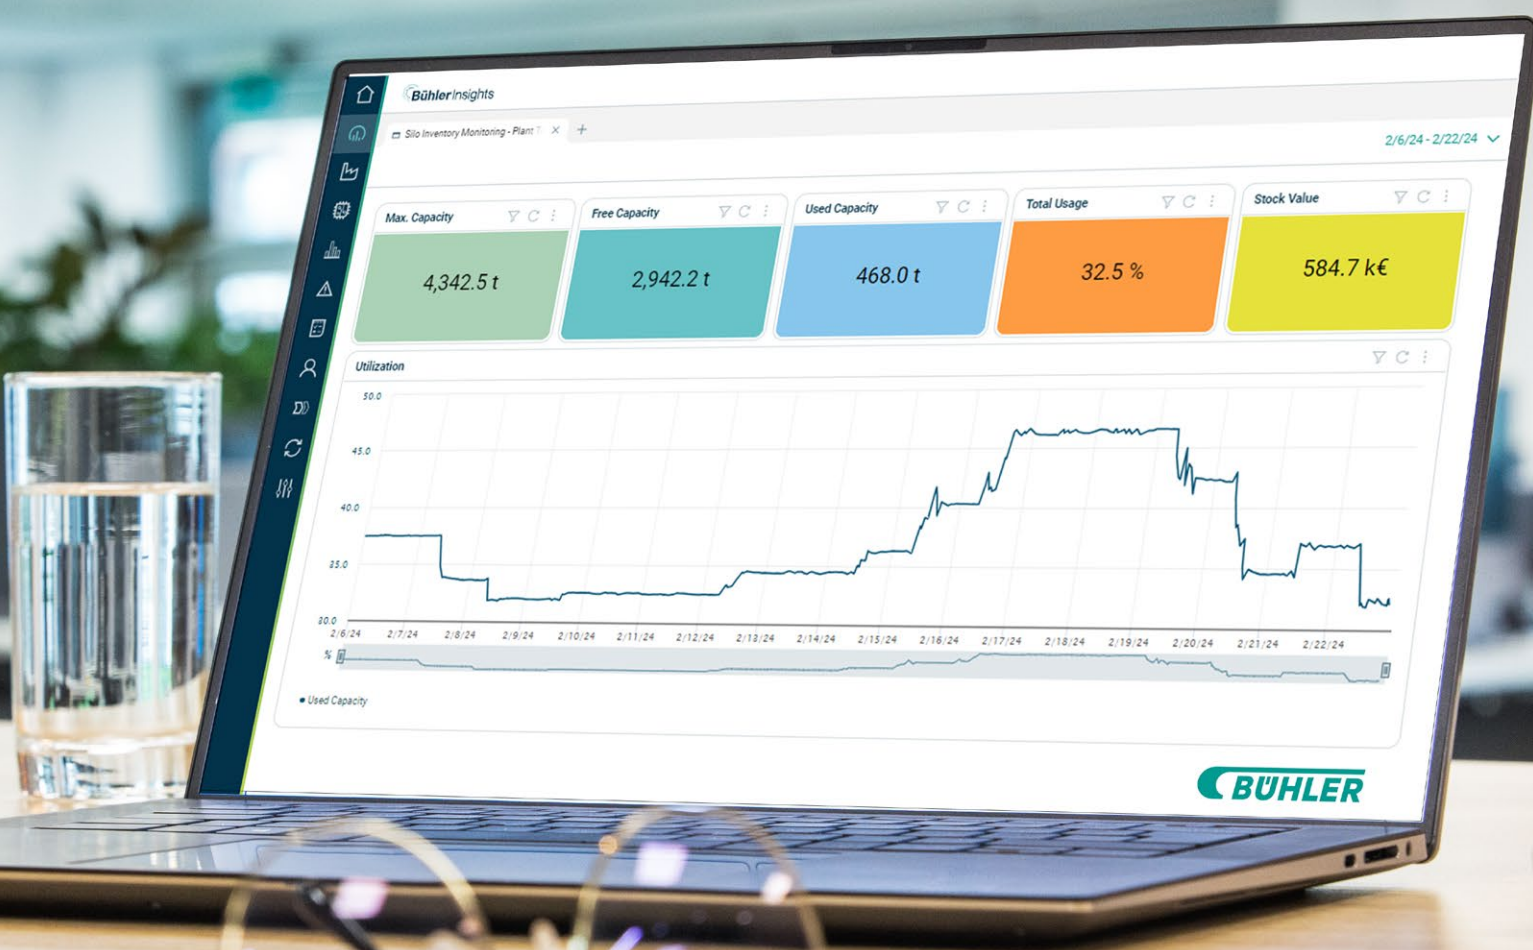 BühlerInsights
Silo Inventory Monitoring - Plant
2/6/24 - 2/22/24
Max. Capacity
4,342.5 t
Free Capacity
2,942.2 t
Used Capacity
468.0 t
Total Usage
32.5 %
Stock Value
584.7 k€
Utilization
50.0
45.0
40.0
35.0
30.0
2/6/24 2/7/24 2/8/24 2/9/24 2/10/24 2/11/24 2/12/24 2/13/24 2/14/24 2/15/24 2/16/24 2/17/24 2/18/24 2/19/24 2/20/24 2/21/24 2/22/24
%
Used Capacity
BÜHLER